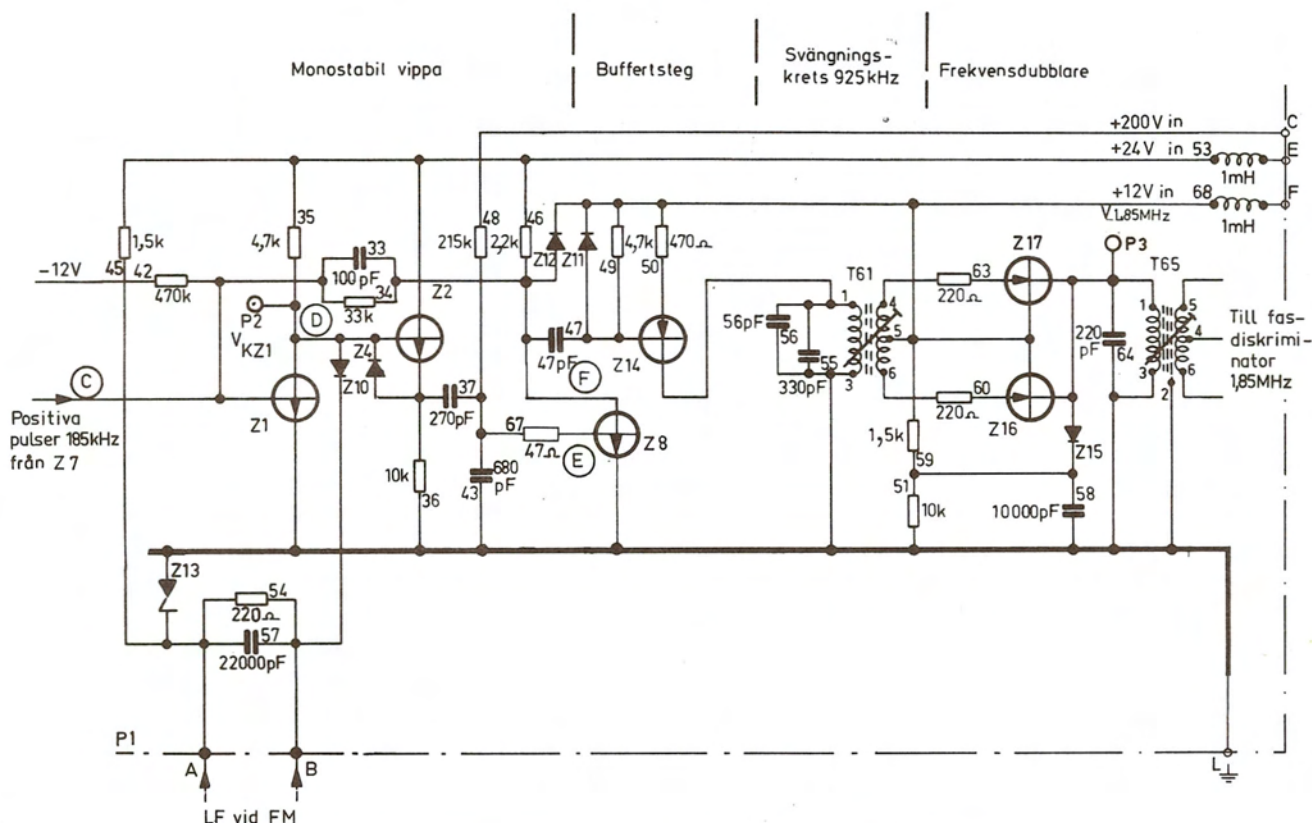 Monostabil vippa
Buffertsteg
Svängnings-
krets 925kHz
Frekvensdubblare
+200V in
C
+24V in 53
E
1mH
+12V in 68
F
1mH
V1,85MHz
P3
35
4,7k
1,5k
45
-12V
42
470k
33
100pF
34
33k
Z2
48
215k
46
2,2k
Z12
Z11
4,7k
49
470Ω
50
P2
D
VKZ1
Z4
Z10
47
47pF
F
Z14
56pF
56
55
330pF
T61
1
3
4
5
6
63
220Ω
Z17
60
220Ω
Z16
220
pF
64
T65
1
3
2
5
4
6
Till fas-
diskrimi-
nator
1,85MHz
C
Positiva
pulser 185kHz
från Z7
Z1
37
270pF
67
47Ω
E
Z8
10k
36
43
680
pF
1,5k
59
51
10k
Z15
58
10000pF
Z13
54
220Ω
57
22000pF
P1
A
B
L
LF vid FM